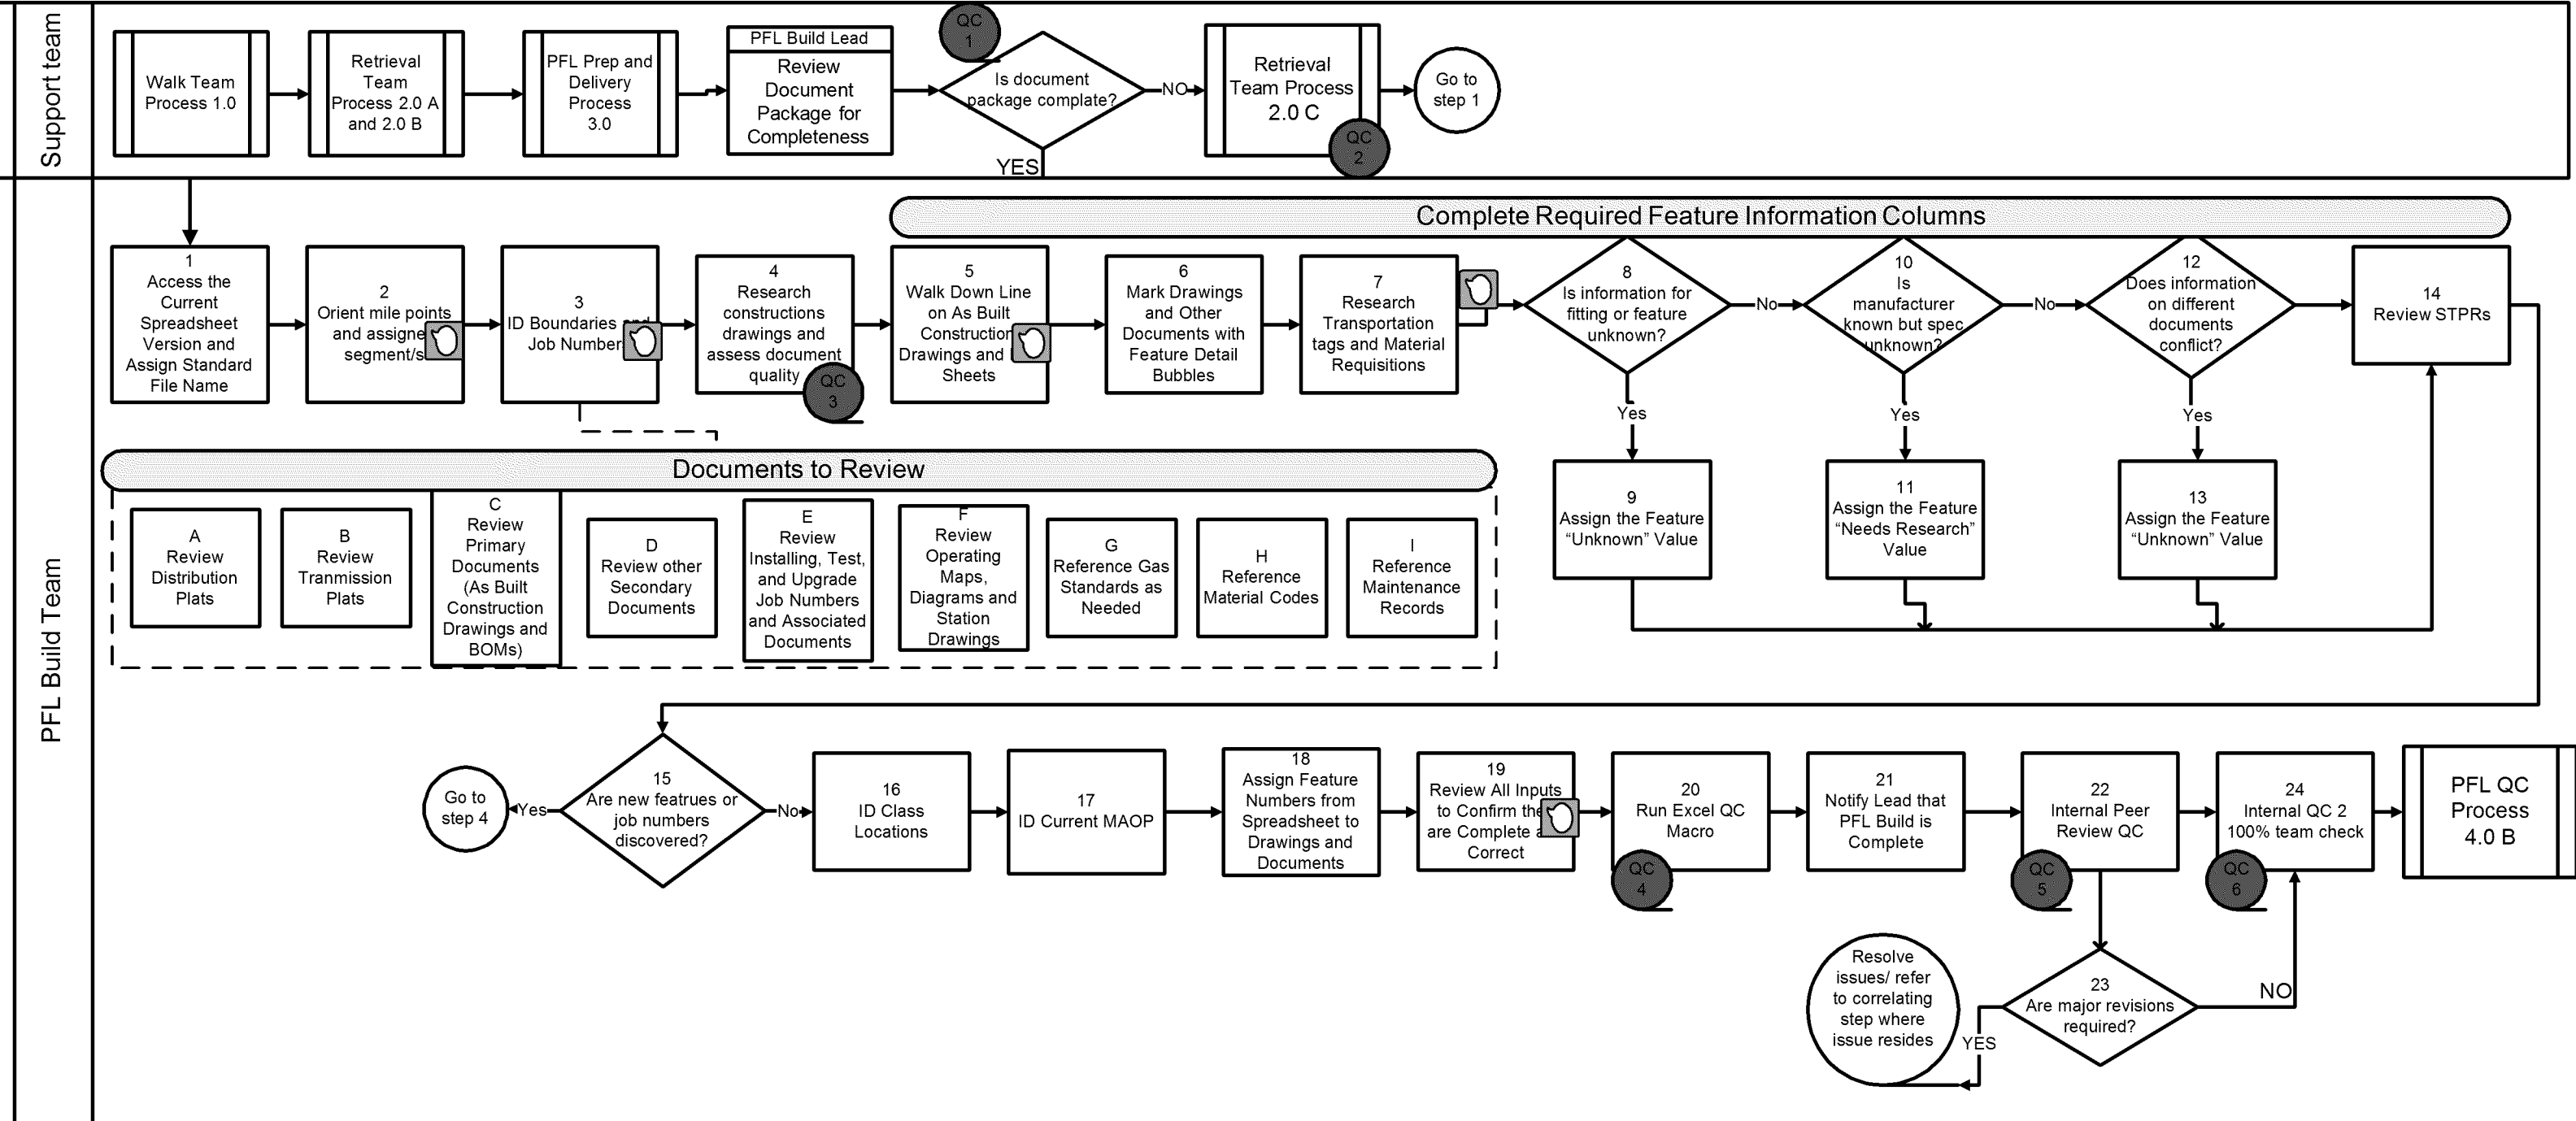 Support team
Walk Team
Process 1.0
Retrieval
Team
Process 2.0 A
and 2.0 B
PFL Prep and
Delivery
Process
3.0
PFL Build Lead
Review
Document
Package for
Completeness
QC
1
Is document
package complate?
NO
YES
Retrieval
Team Process
2.0 C
QC
2
Go to
step 1
PFL Build Team
Complete Required Feature Information Columns
1
Access the
Current
Spreadsheet
Version and
Assign Standard
File Name
2
Orient mile points
and assigne
segment/s
3
ID Boundaries and
Job Number
4
Research
constructions
drawings and
assess document
quality
QC
3
5
Walk Down Line
on As Built
Construction
Drawings and
Sheets
6
Mark Drawings
and Other
Documents with
Feature Detail
Bubbles
7
Research
Transportation
tags and Material
Requisitions
8
Is information for
fitting or feature
unknown?
No
Yes
10
Is
manufacturer
known but spec
unknown?
No
Yes
12
Does information
on different
documents
conflict?
Yes
14
Review STPRs
9
Assign the Feature
“Unknown” Value
11
Assign the Feature
“Needs Research”
Value
13
Assign the Feature
“Unknown” Value
Documents to Review
A
Review
Distribution
Plats
B
Review
Tranmission
Plats
C
Review
Primary
Documents
(As Built
Construction
Drawings and
BOMs)
D
Review other
Secondary
Documents
E
Review
Installing, Test,
and Upgrade
Job Numbers
and Associated
Documents
F
Review
Operating
Maps,
Diagrams and
Station
Drawings
G
Reference Gas
Standards as
Needed
H
Reference
Material Codes
I
Reference
Maintenance
Records
Go to
step 4
Yes
15
Are new featrues or
job numbers
discovered?
No
16
ID Class
Locations
17
ID Current MAOP
18
Assign Feature
Numbers from
Spreadsheet to
Drawings and
Documents
19
Review All Inputs
to Confirm the
are Complete
Correct
20
Run Excel QC
Macro
QC
4
21
Notify Lead that
PFL Build is
Complete
22
Internal Peer
Review QC
QC
5
24
Internal QC 2
100% team check
QC
6
PFL QC
Process
4.0 B
23
Are major revisions
required?
NO
YES
Resolve
issues/ refer
to correlating
step where
issue resides